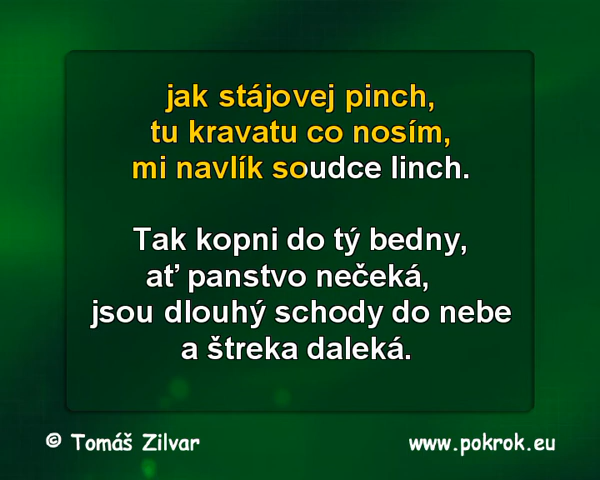 jak stájovej pinch,
tu kravatu co nosím,
mi navlík soudce linch.
Tak kopni do tý bedny,
ať panstvo nečeká,
jsou dlouhý schody do nebe
a štreka daleká.
© Tomáš Zilvar
www.pokrok.eu